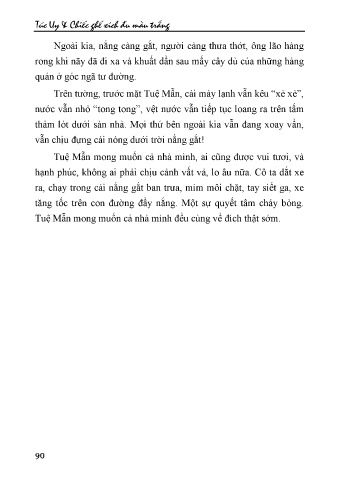 Túc Uy & Chiếc ghế xích đu màu trắng
Ngoài kia, nắng càng gắt, người càng thưa thớt, ông lão hàng
rong khi nãy đã đi xa và khuất dần sau mấy cây dù của những hàng
quán ở góc ngã tư đường.
Trên tường, trước mặt Tuệ Mẫn, cái máy lạnh vẫn kêu “xè xè”,
nước vẫn nhỏ “tong tong”, vệt nước vẫn tiếp tục loang ra trên tấm
thảm lót dưới sàn nhà. Mọi thứ bên ngoài kia vẫn đang xoay vần,
vẫn chịu đựng cái nóng dưới trời nắng gắt!
Tuệ Mẫn mong muốn cả nhà mình, ai cũng được vui tươi, và
hạnh phúc, không ai phải chịu cảnh vất vả, lo âu nữa. Cô ta dắt xe
ra, chạy trong cái nắng gắt ban trưa, mím môi chặt, tay siết ga, xe
tăng tốc trên con đường đầy nắng. Một sự quyết tâm cháy bỏng.
Tuệ Mẫn mong muốn cả nhà mình đều cùng về đích thật sớm.
90